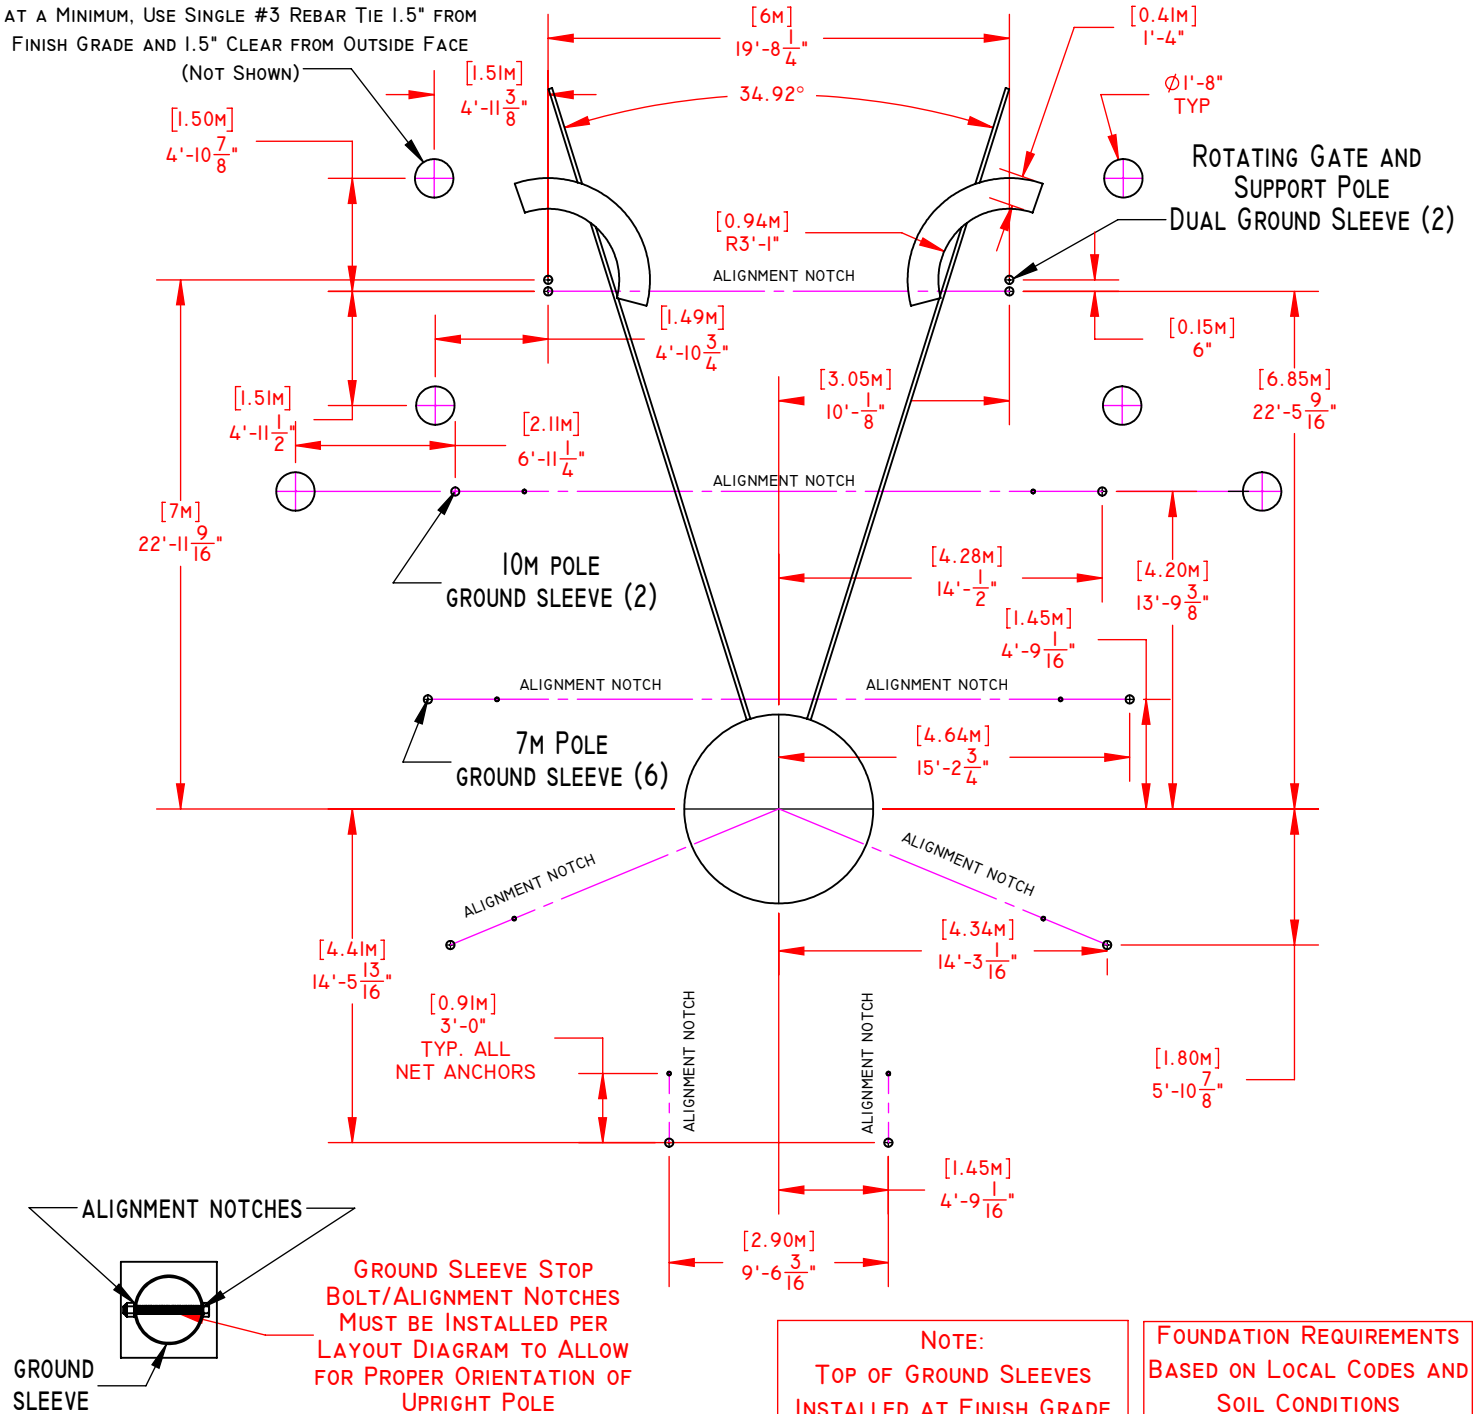 AT A MINIMUM, USE SINGLE #3 REBAR TIE 1.5" FROM
FINISH GRADE AND 1.5" CLEAR FROM OUTSIDE FACE
(NOT SHOWN)
[6M]
19'-8 1/4"
[0.41M]
1'-4"
[1.51M]
4'-11 3/8"
34.92°
Ø1'-8"
TYP
[1.50M]
4'-10 7/8"
ROTATING GATE AND
SUPPORT POLE
DUAL GROUND SLEEVE (2)
[0.94M]
R3'-1"
ALIGNMENT NOTCH
[1.49M]
4'-10 3/4"
[0.15M]
6"
[3.05M]
10'-1/8"
[6.85M]
22'-5 9/16"
[1.51M]
4'-11 1/2"
[2.11M]
6'-11 1/4"
ALIGNMENT NOTCH
[7M]
22'-11 9/16"
10M POLE
GROUND SLEEVE (2)
[4.28M]
14'-1/2"
[4.20M]
13'-9 3/8"
[1.45M]
4'-9 1/16"
ALIGNMENT NOTCH
ALIGNMENT NOTCH
7M POLE
GROUND SLEEVE (6)
[4.64M]
15'-2 3/4"
ALIGNMENT NOTCH
ALIGNMENT NOTCH
[4.41M]
14'-5 13/16"
[4.34M]
14'-3 1/16"
[0.91M]
3'-0"
TYP. ALL
NET ANCHORS
ALIGNMENT NOTCH
ALIGNMENT NOTCH
[1.80M]
5'-10 7/8"
[1.45M]
4'-9 1/16"
[2.90M]
9'-6 3/16"
ALIGNMENT NOTCHES
GROUND
SLEEVE
GROUND SLEEVE STOP
BOLT/ALIGNMENT NOTCHES
MUST BE INSTALLED PER
LAYOUT DIAGRAM TO ALLOW
FOR PROPER ORIENTATION OF
UPRIGHT POLE
NOTE:
TOP OF GROUND SLEEVES
INSTALLED AT FINISH GRADE
FOUNDATION REQUIREMENTS
BASED ON LOCAL CODES AND
SOIL CONDITIONS